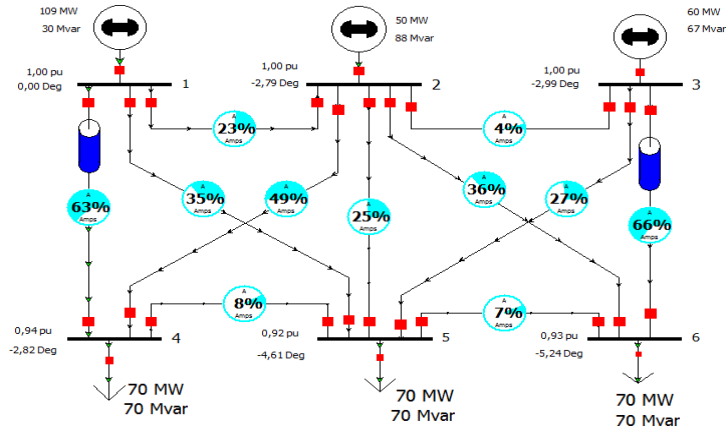 109 MW
30 Mvar
50 MW
88 Mvar
60 MW
67 Mvar
1,00 pu
0,00 Deg
1
1,00 pu
-2,79 Deg
2
1,00 pu
-2,99 Deg
3
A
23%
Amps
A
4%
Amps
A
63%
Amps
A
35%
Amps
A
49%
Amps
A
25%
Amps
A
36%
Amps
A
27%
Amps
A
66%
Amps
A
8%
Amps
A
7%
Amps
0,94 pu
-2,82 Deg
4
0,92 pu
-4,61 Deg
5
0,93 pu
-5,24 Deg
6
70 MW
70 Mvar
70 MW
70 Mvar
70 MW
70 Mvar